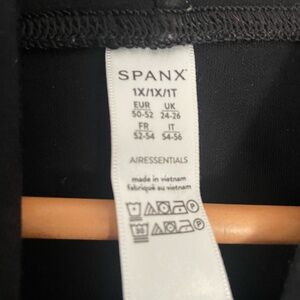 SPANX
1X/1X/1T
EUR UK
50-52 24-26
FR IT
52-54 54-56
AIRESSENTIALS
made in vietnam
fabriqué au vietnam